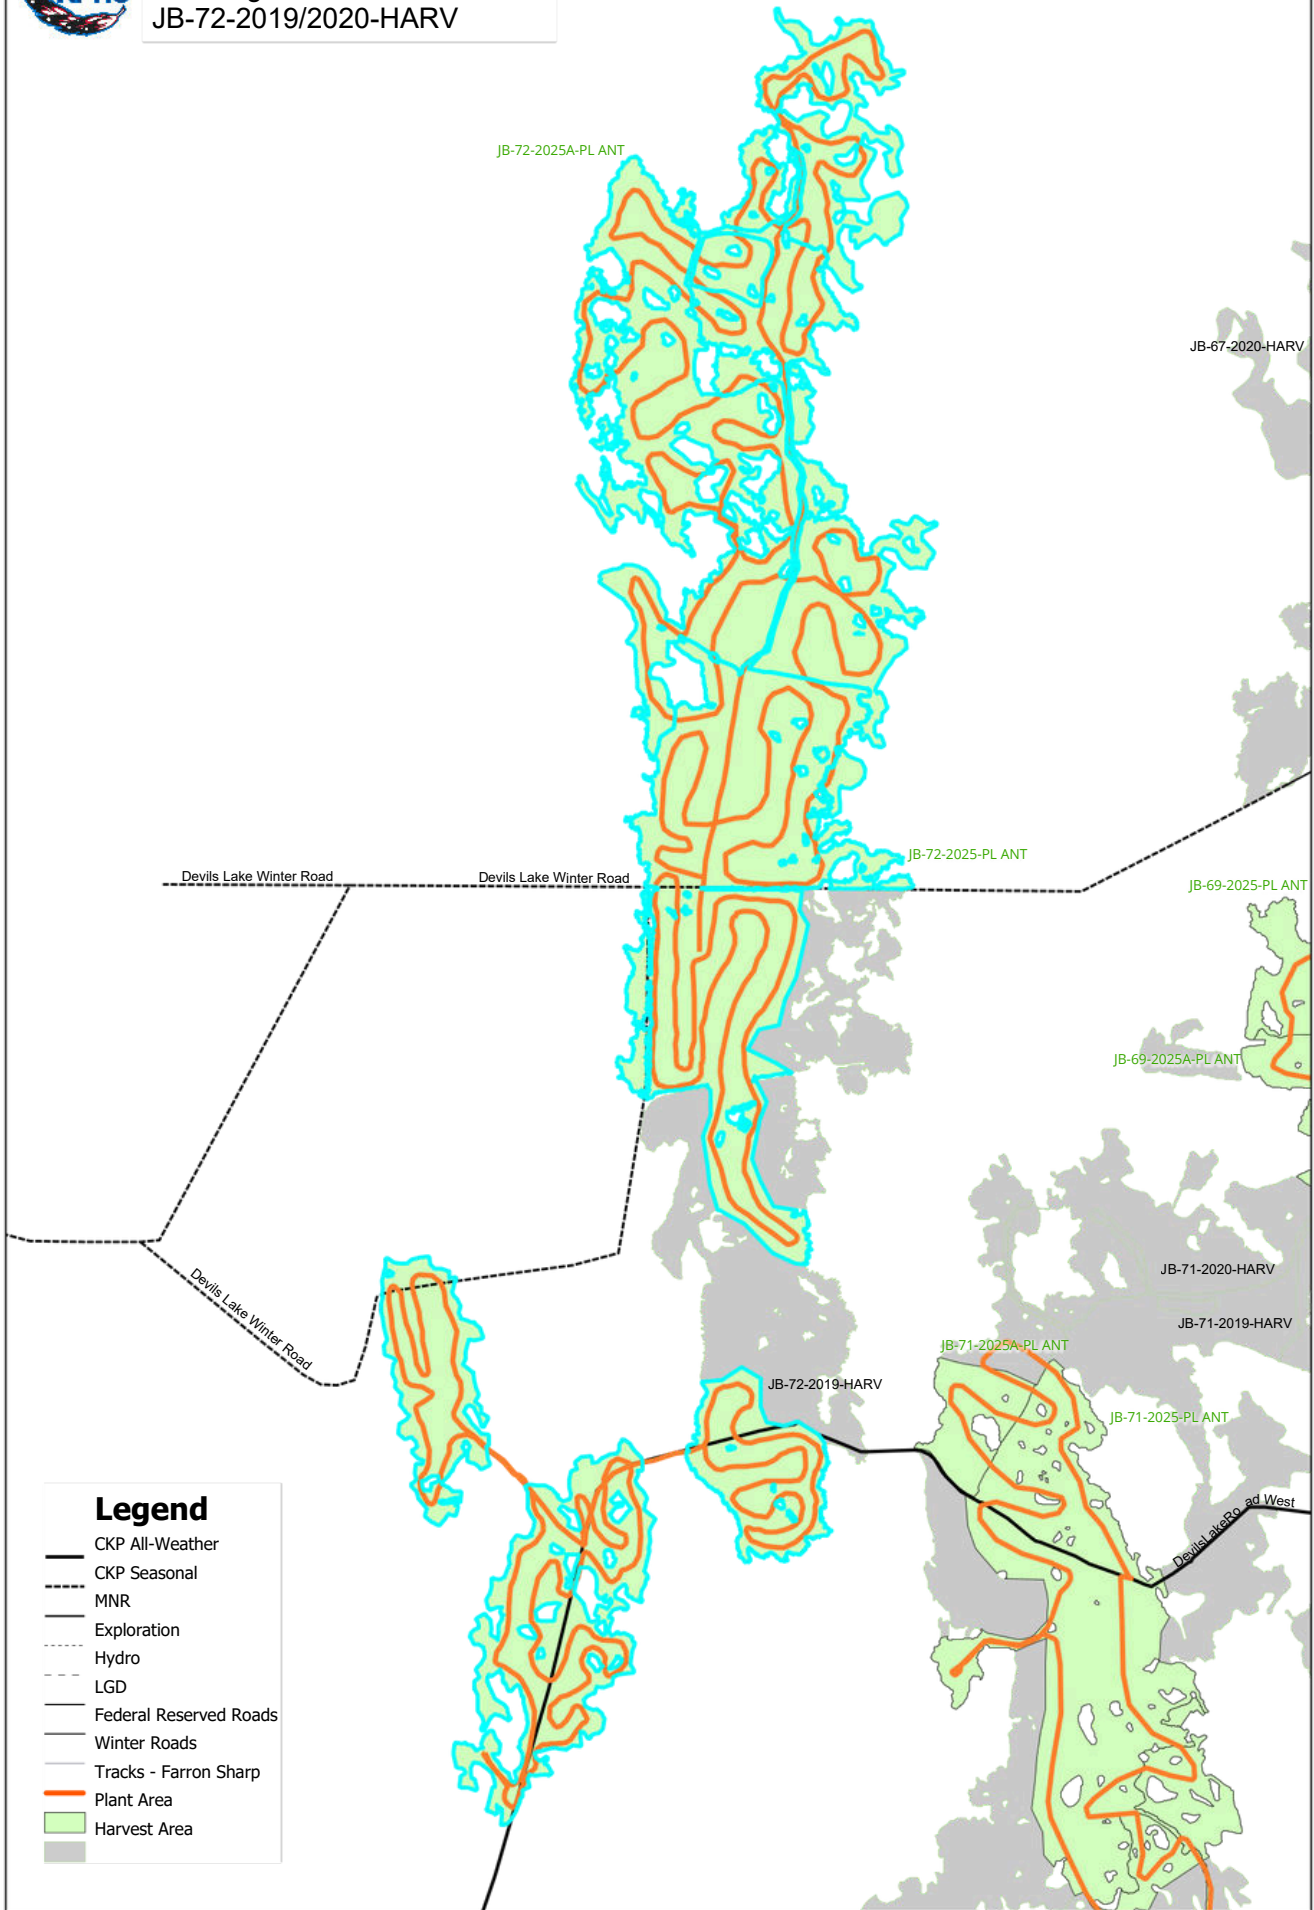 JB-72-2019/2020-HARV
JB-72-2025A-PL ANT
JB-67-2020-HARV
JB-72-2025-PL ANT
Devils Lake Winter Road
Devils Lake Winter Road
JB-69-2025-PL ANT
JB-69-2025A-PL ANT
JB-71-2020-HARV
Devils Lake Winter Road
JB-71-2019-HARV
JB-71-2025A-PL ANT
JB-72-2019-HARV
JB-71-2025-PL ANT
DevilsLakeRo ad West
Legend
CKP All-Weather
CKP Seasonal
MNR
Exploration
Hydro
LGD
Federal Reserved Roads
Winter Roads
Tracks - Farron Sharp
Plant Area
Harvest Area